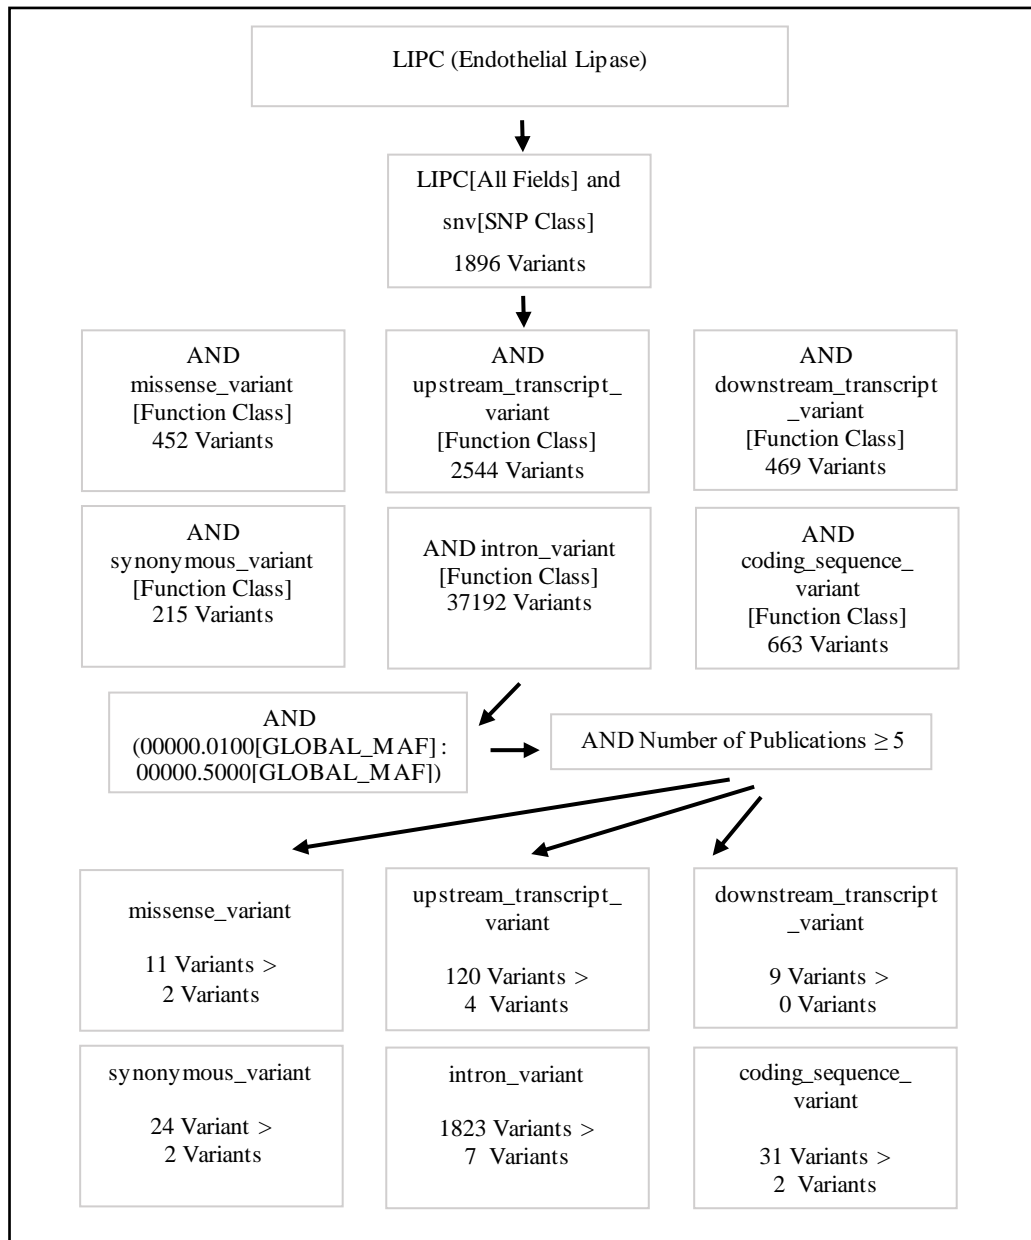 LIPC (Endothelial Lipase)
LIPC[All Fields] and
snv[SNP Class]
1896 Variants
AND
missense_variant
[Function Class]
452 Variants
AND
upstream_transcript_
variant
[Function Class]
2544 Variants
AND
downstream_transcript
_variant
[Function Class]
469 Variants
AND
synonymous_variant
[Function Class]
215 Variants
AND intron_variant
[Function Class]
37192 Variants
AND
coding_sequence_
variant
[Function Class]
663 Variants
AND
(00000.0100[GLOBAL_MAF] :
00000.5000[GLOBAL_MAF])
AND Number of Publications ≥ 5
missense_variant
11 Variants >
2 Variants
upstream_transcript_
variant
120 Variants >
4 Variants
downstream_transcript
_variant
9 Variants >
0 Variants
synonymous_variant
24 Variant >
2 Variants
intron_variant
1823 Variants >
7 Variants
coding_sequence_
variant
31 Variants >
2 Variants